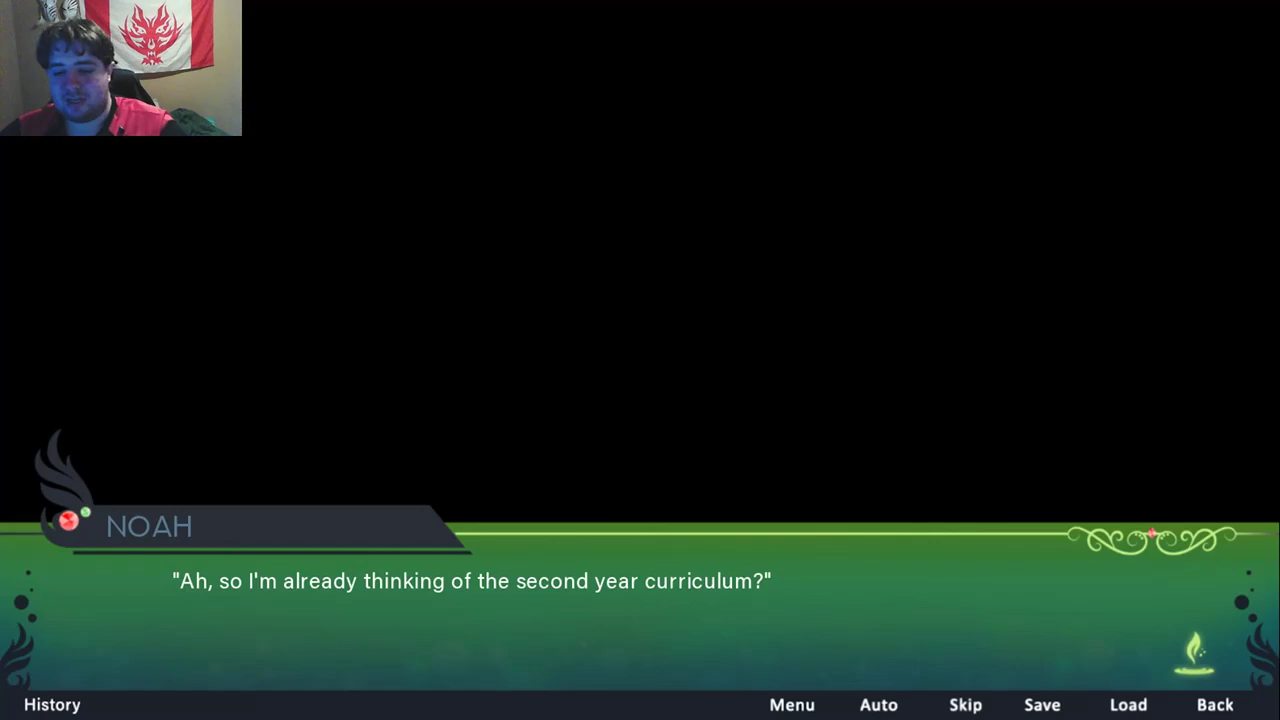 NOAH
"Ah, so I'm already thinking of the second year curriculum?"
History Menu Auto Skip Save Load Back